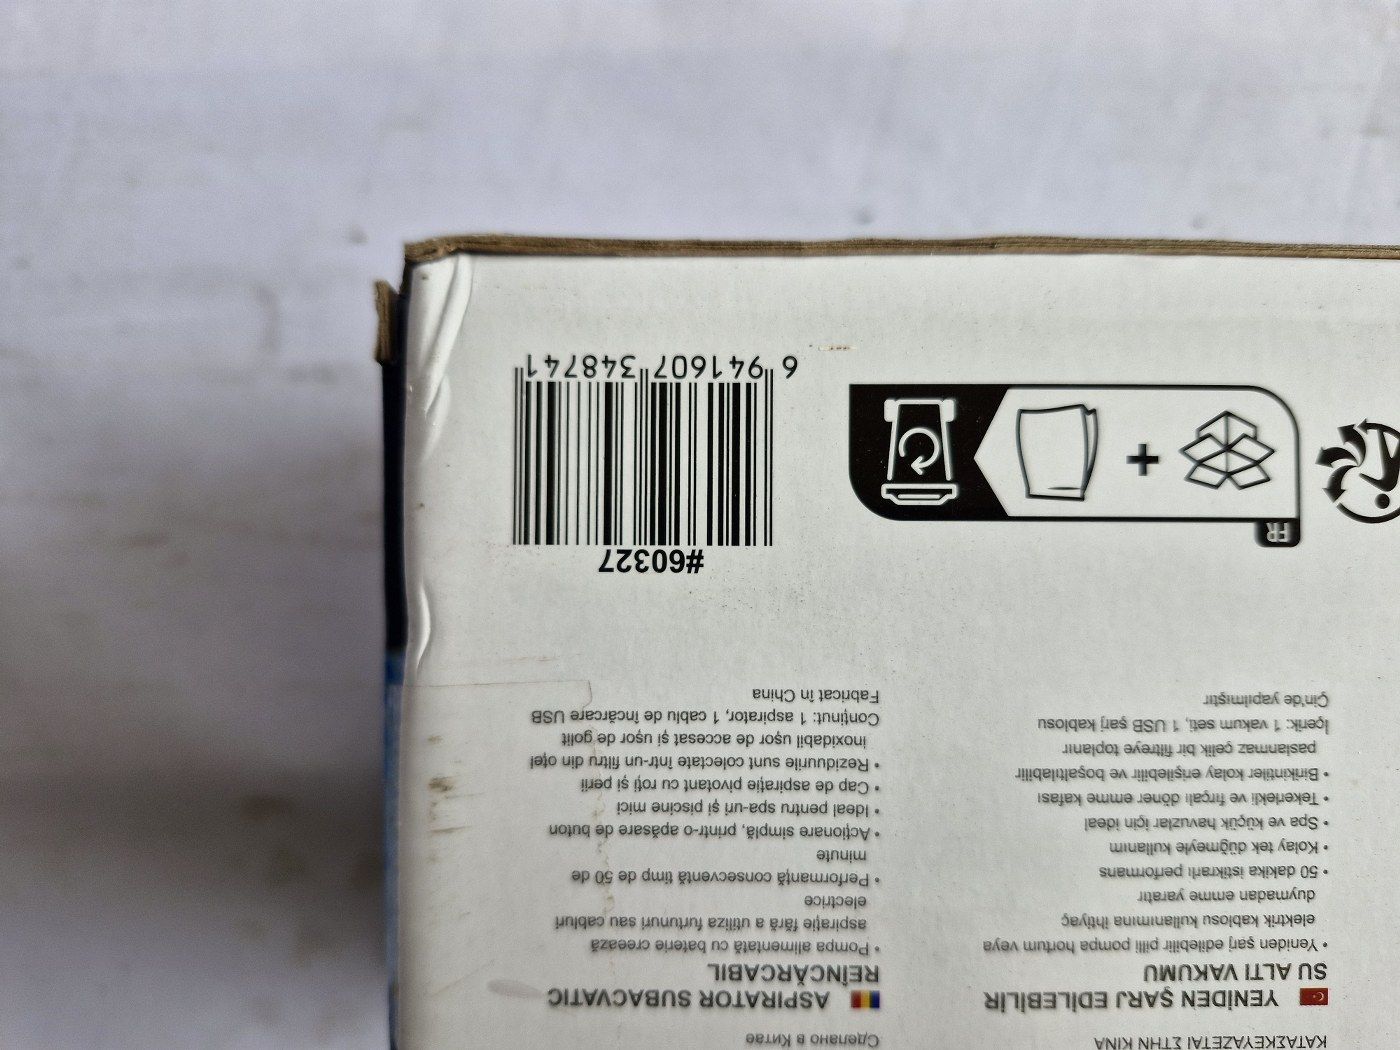 ΚΑΤΑΣΚΕΥΑΖΕΤΑΙ ΣΤΗΝ ΚΙΝΑ
YENİDEN ŞARJ EDİLEBİLİR
SU ALTI VAKUMU
• Yeniden şarj edilebilir pilli pompa hortum veya
elektrik kablosu kullanımına ihtiyaç
duymadan emme yaratır
• 50 dakika istikrarlı performans
• Kolay tek düğmeyle kullanım
• Spa ve küçük havuzlar için ideal
• Tekerlekli ve fırçalı döner emme kafası
• Birikintiler kolay erişilebilir ve boşaltılabilir
paslanmaz çelik bir filtreye toplanır
İçerik: 1 vakum seti, 1 USB şarj kablosu
Çin'de yapılmıştır
Сделано в Китае
ASPIRATOR SUBACVATIC
REÎNCĂRCABIL
• Pompa alimentată cu baterie creează
aspirație fără a utiliza furtunuri sau cabluri
electrice
• Performanță consecventă timp de 50 de
minute
• Acționare simplă, printr-o apăsare de buton
• Ideal pentru spa-uri și piscine mici
• Cap de aspirație pivotant cu roți și perii
• Reziduurile sunt colectate într-un filtru din oțel
inoxidabil ușor de accesat și ușor de golit
Conținut: 1 aspirator, 1 cablu de încărcare USB
Fabricat în China
FR
+
#60327
6 941607 348741